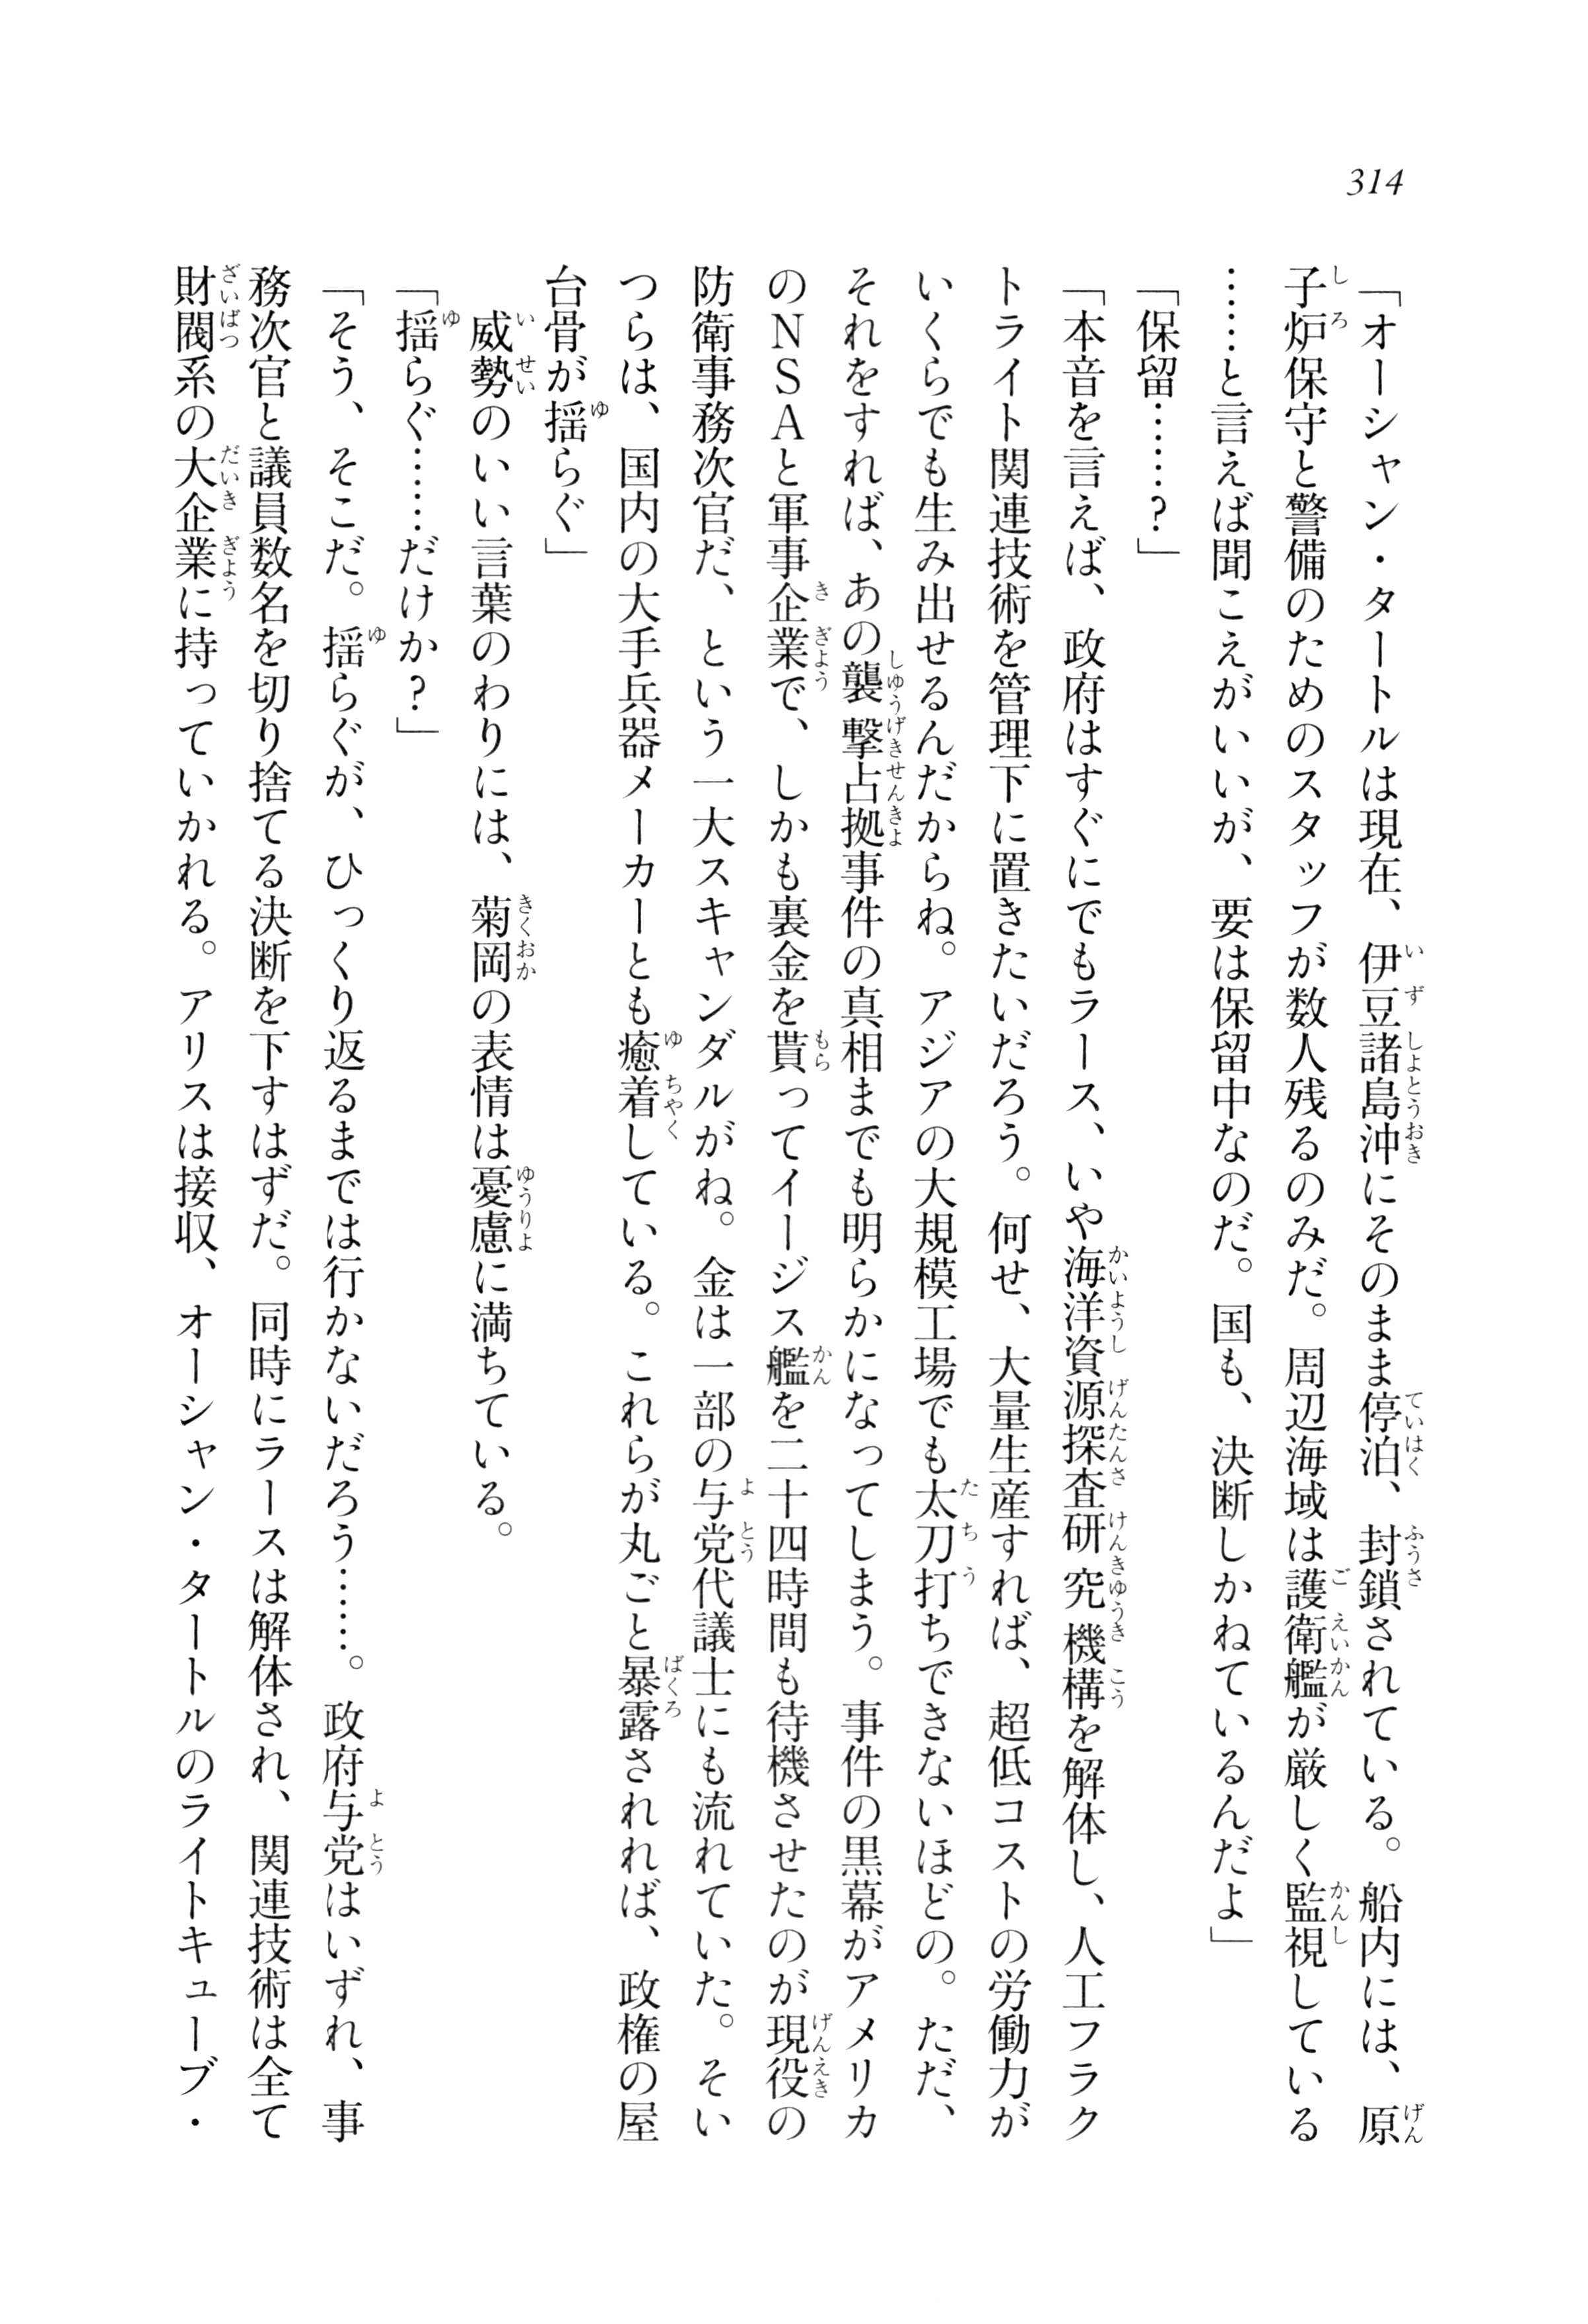 314
「オーシャン・タートルは現在、伊豆諸島沖にそのまま停泊、封鎖されている。船内には、原
子炉保守と警備のためのスタッフが数人残るのみだ。周辺海域は護衛艦が厳しく監視している
……と言えば聞こえがいいが、要は保留中なのだ。国も、決断しかねているんだよ」
「保留……?」
「本音を言えば、政府はすぐにでもラース、いや海洋資源探査研究機構を解体し、人工フラク
トライト関連技術を管理下に置きたいだろう。何せ、大量生産すれば、超低コストの労働力が
いくらでも生み出せるんだからね。アジアの大規模工場でも太刀打ちできないほどの。ただ、
それをすれば、あの襲撃占拠事件の真相までも明らかになってしまう。事件の黒幕がアメリカ
のNSAと軍事企業で、しかも裏金を貰ってイージス艦を二十四時間も待機させたのが現役の
防衛事務次官だ、という一大スキャンダルがね。金は一部の与党代議士にも流れていた。そい
つらは、国内の大手兵器メーカーとも癒着している。これらが丸ごと暴露されれば、政権の屋
台骨が揺らぐ」
威勢のいい言葉のわりには、菊岡の表情は憂慮に満ちている。
「揺らぐ……だけか?」
「そう、そこだ。揺らぐが、ひっくり返るまでは行かないだろう……。政府与党はいずれ、事
務次官と議員数名を切り捨てる決断を下すはずだ。同時にラースは解体され、関連技術は全て
財閥系の大企業に持っていかれる。アリスは接収、オーシャン・タートルのライトキューブ・